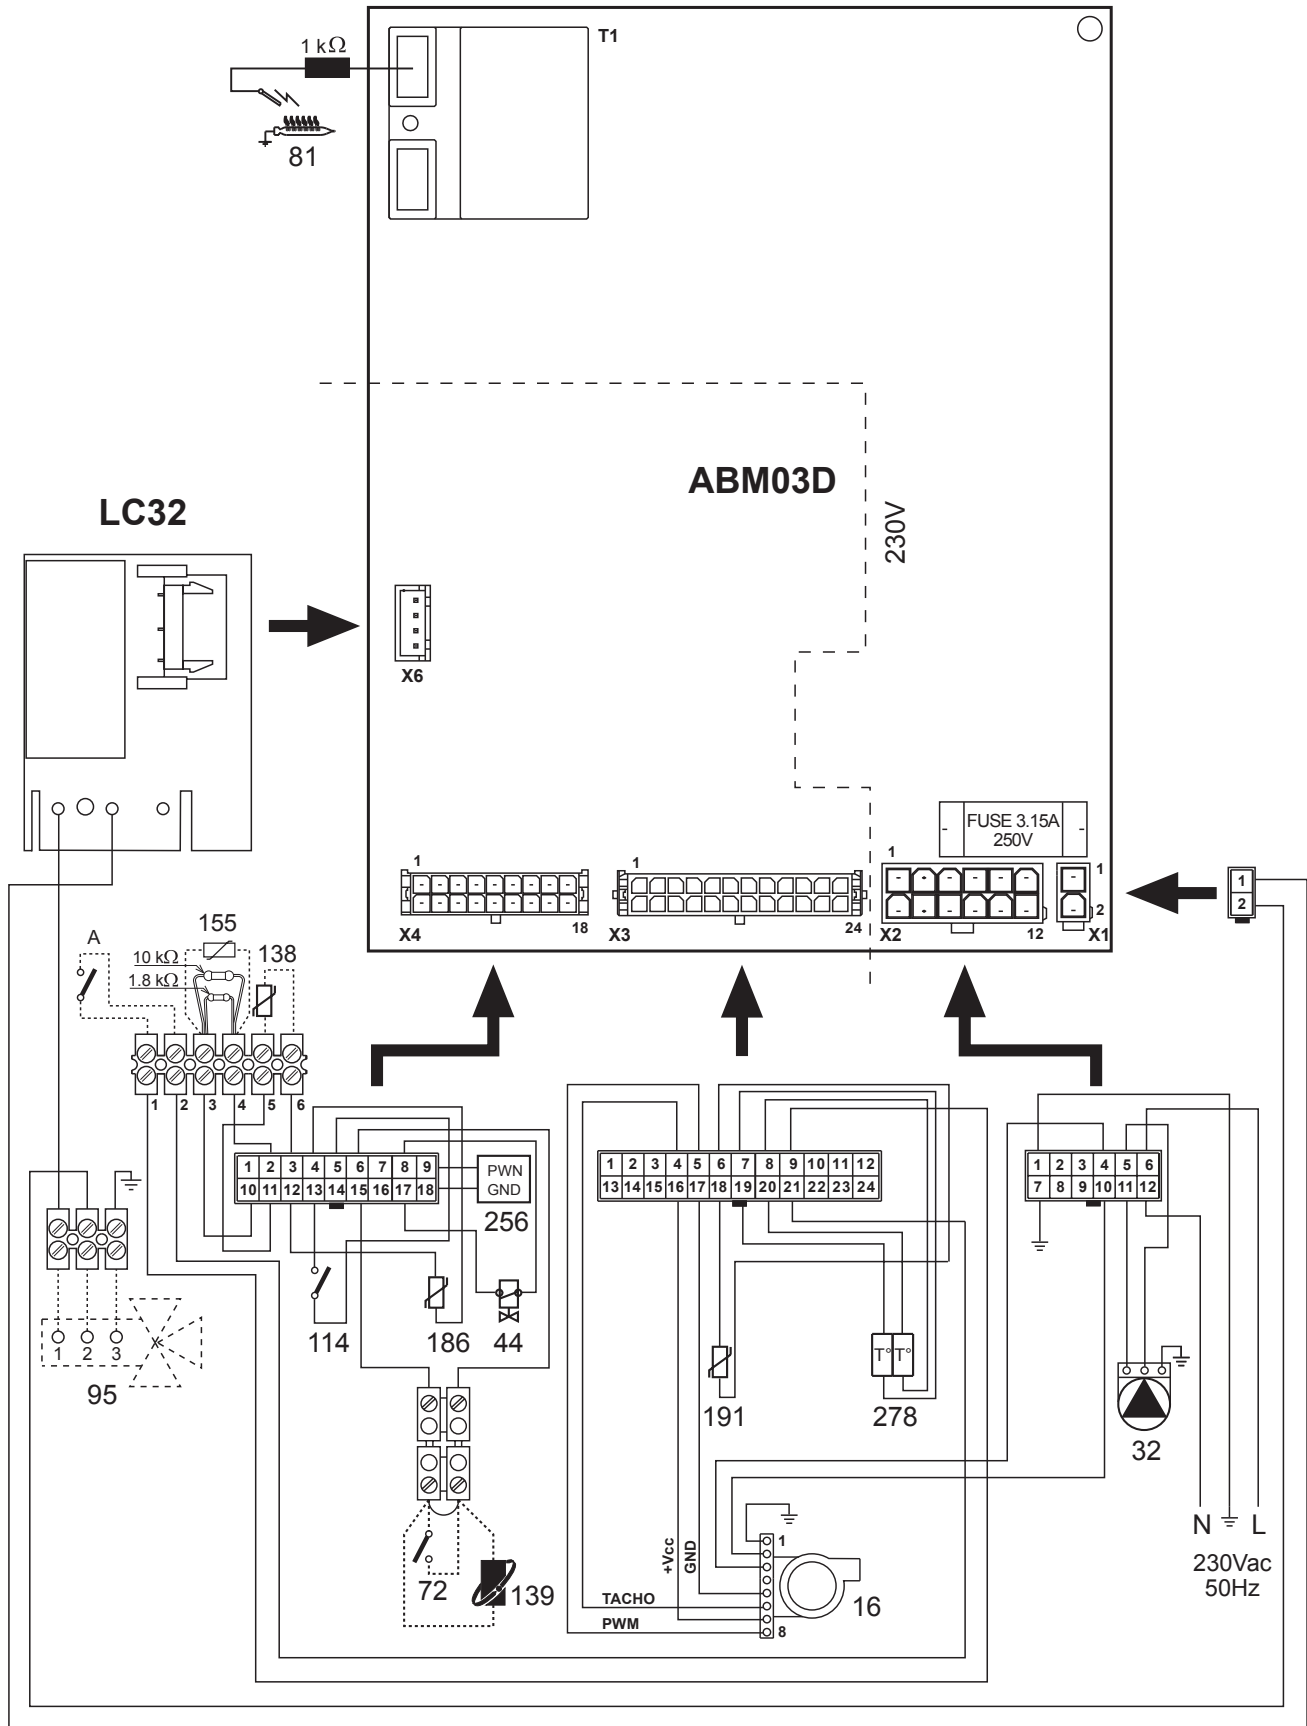 1 kΩ
T1
81
ABM03D
LC32
230V
X6
FUSE 3.15A
250V
1
18
X4
1
24
X3
1
12
X2
1
2
X1
1
2
A
155
10 kΩ
1.8 kΩ
138
1 2 3 4 5 6
1 2 3 4 5 6 7 8 9
10 11 12 13 14 15 16 17 18
PWN
GND
256
1 2 3 4 5 6 7 8 9 10 11 12
13 14 15 16 17 18 19 20 21 22 23 24
1 2 3 4 5 6
7 8 9 10 11 12
1 2 3
95
114
186
44
191
T° T°
278
32
72
139
+Vcc
GND
TACHO
PWM
1
8
16
N
L
230Vac
50Hz